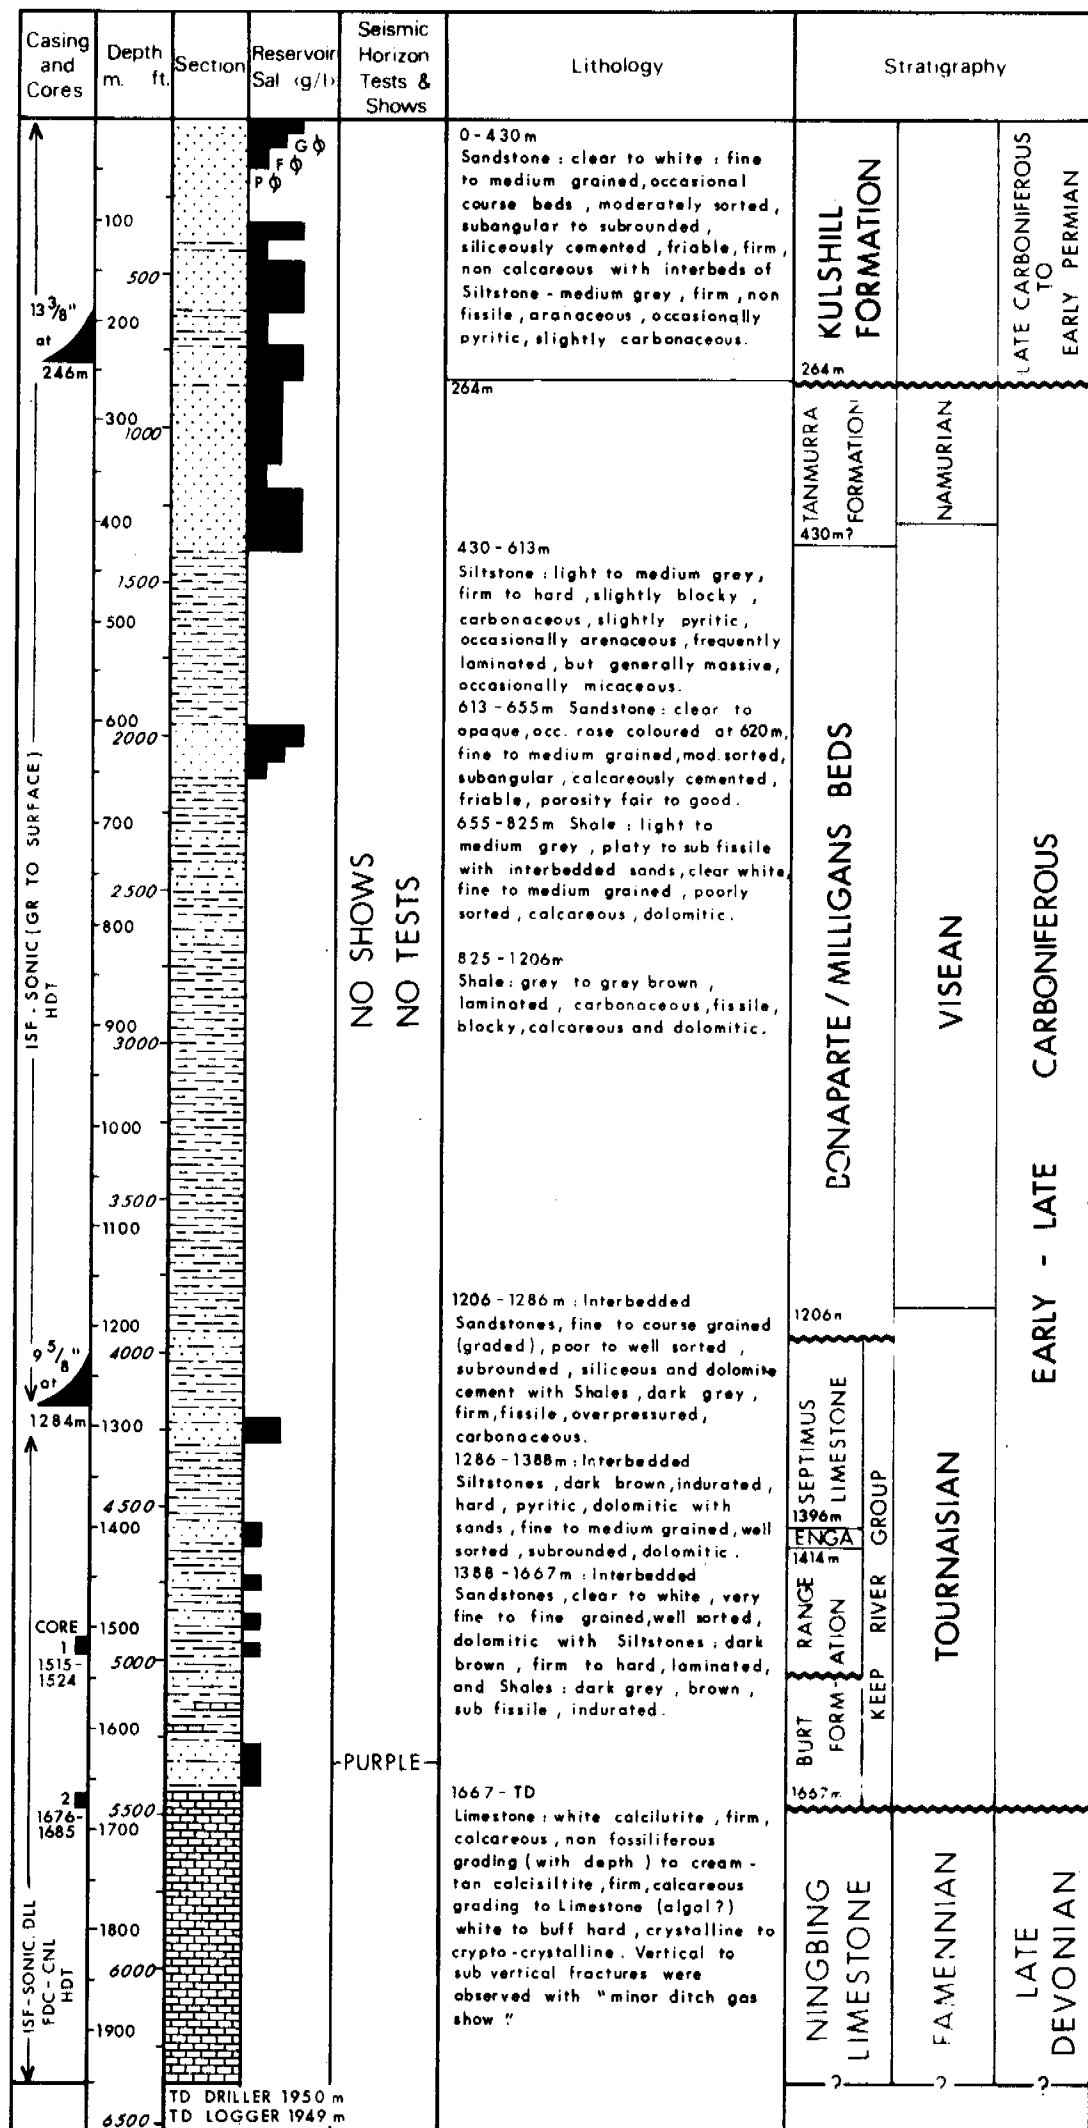 Casing and Cores
Depth m. ft.
Section
Reservoir Sal (g/l)
Seismic Horizon Tests & Shows
Lithology
Stratigraphy
G ϕ
F ϕ
P ϕ
100
500
13 3/8"
200
at
246m
300
1000
400
1500
500
600
2000
700
2500
800
900
3000
1000
3500
1100
1200
4000
9 5/8"
at
1284m
1300
4500
1400
1500
CORE
1
1515-
1524
5000
1600
2
1676-
1685
5500
1700
1800
6000
1900
6500
ISF-SONIC (GR TO SURFACE)
HDT
ISF-SONIC. DLL
FDC-CNL
HDT
TD DRILLER 1950 m
TD LOGGER 1949 m
NO SHOWS
NO TESTS
PURPLE
0-430m
Sandstone : clear to white : fine
to medium grained, occasional
course beds , moderately sorted ,
subangular to subrounded ,
siliceously cemented , friable, firm ,
non calcareous with interbeds of
Siltstone - medium grey , firm , non
fissile, aranaceous , occasionally
pyritic, slightly carbonaceous.
264m
430-613m
Siltstone : light to medium grey,
firm to hard , slightly blocky ,
carbonaceous , slightly pyritic ,
occasionally arenaceous , frequently
laminated , but generally massive,
occasionally micaceous.
613-655m Sandstone : clear to
opaque , occ. rose coloured at 620m,
fine to medium grained, mod. sorted,
subangular , calcareously cemented ,
friable, porosity fair to good.
655-825m Shale : light to
medium grey , platy to sub fissile
with interbedded sands, clear white,
fine to medium grained , poorly
sorted , calcareous , dolomitic .
825-1206m
Shale : grey to grey brown ,
laminated , carbonaceous , fissile,
blocky, calcareous and dolomitic.
1206-1286m : Interbedded
Sandstones, fine to course grained
(graded), poor to well sorted ,
subrounded , siliceous and dolomite
cement with Shales , dark grey ,
firm, fissile , overpressured ,
carbonaceous.
1286-1388m : Interbedded
Siltstones , dark brown, indurated ,
hard , pyritic , dolomitic with
sands , fine to medium grained, well
sorted , subrounded , dolomitic .
1388-1667m : Interbedded
Sandstones , clear to white , very
fine to fine grained, well sorted ,
dolomitic with Siltstones : dark
brown , firm to hard, laminated,
and Shales : dark grey , brown ,
sub fissile , indurated.
1667-TD
Limestone : white calcilutite , firm ,
calcareous , non fossiliferous
grading (with depth ) to cream -
tan calcisiltite , firm, calcareous
grading to Limestone (algal ?)
white to buff hard , crystalline to
crypto-crystalline . Vertical to
sub vertical fractures were
observed with "minor ditch gas
show "
KULSHILL
FORMATION
264m
TANMURRA
FORMATION
430m?
BONAPARTE / MILLIGANS BEDS
1206m
SEPTIMUS
LIMESTONE
1396m
ENGA
1414m
BURT RANGE
FORM-ATION
1667m
KEEP RIVER GROUP
NINGBING
LIMESTONE
?
NAMURIAN
VISEAN
TOURNAISIAN
FAMENNIAN
?
LATE CARBONIFEROUS
TO
EARLY PERMIAN
EARLY - LATE CARBONIFEROUS
LATE
DEVONIAN
?